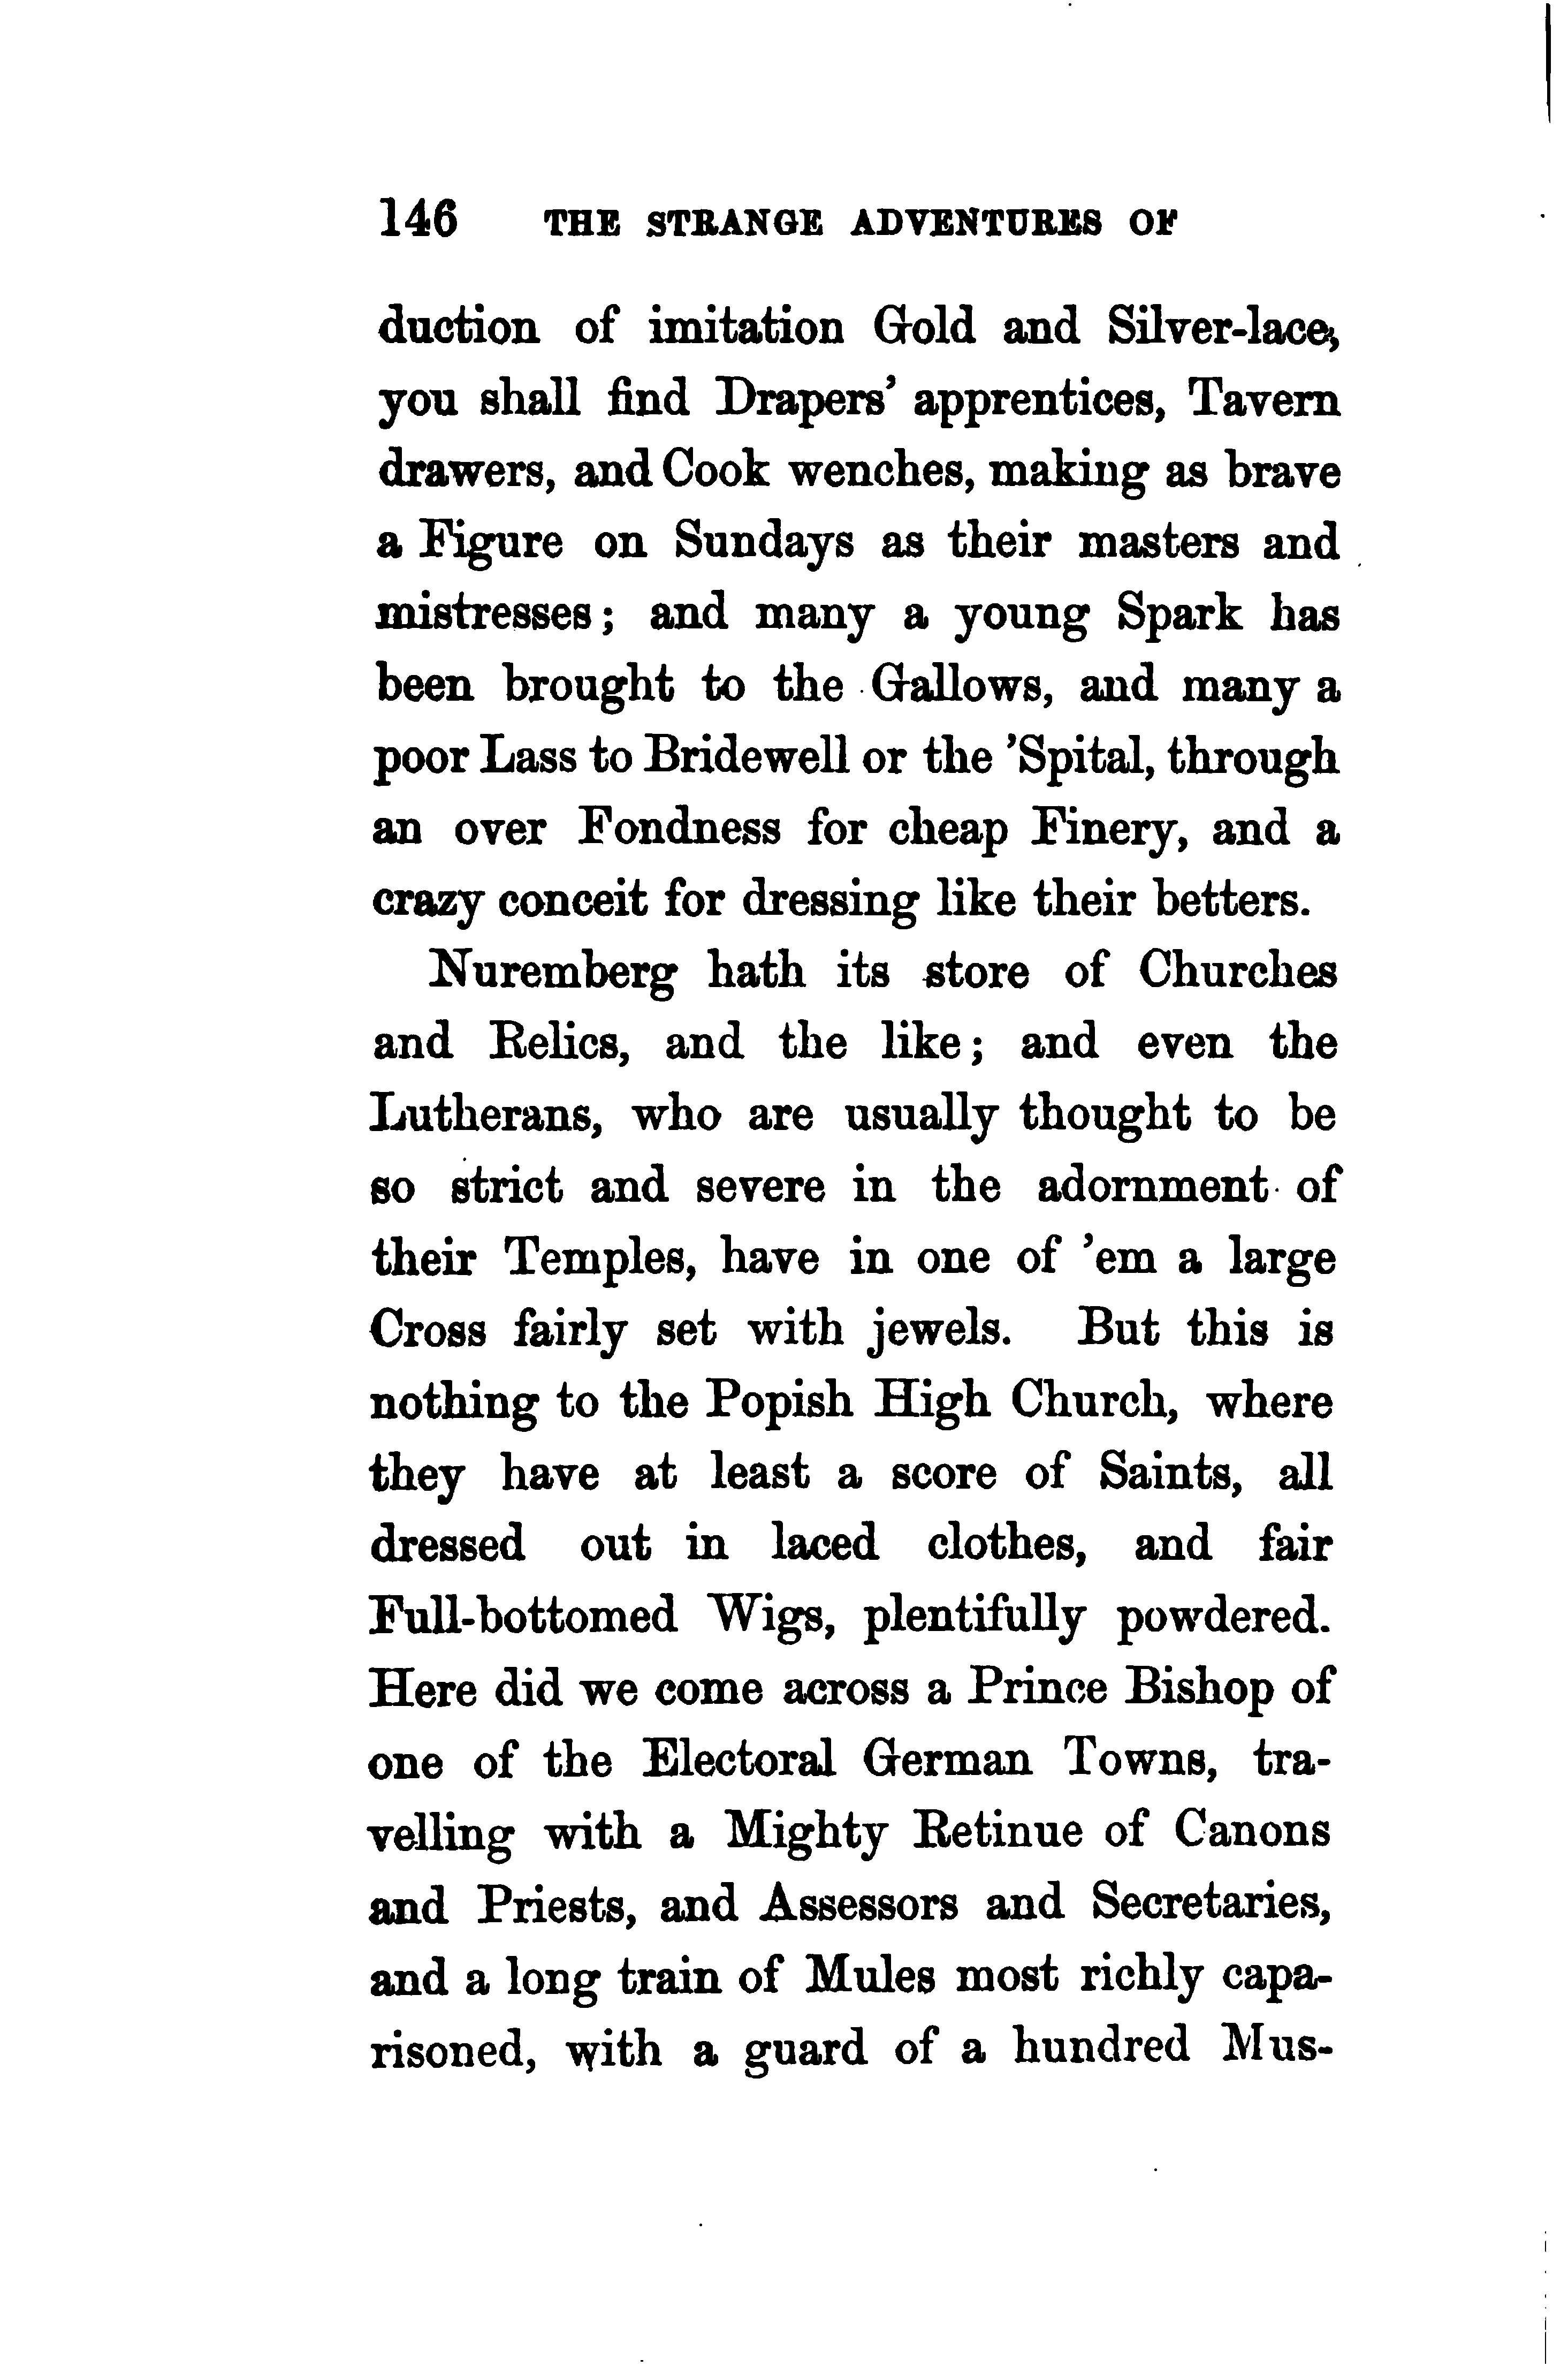 146 THE STRANGE ADVENTURES OF
duction of imitation Gold and Silver-lace,
you shall find Drapers' apprentices, Tavern
drawers, and Cook wenches, making as brave
a Figure on Sundays as their masters and
mistresses; and many a young Spark has
been brought to the Gallows, and many a
poor Lass to Bridewell or the 'Spital, through
an over Fondness for cheap Finery, and a
crazy conceit for dressing like their betters.
Nuremberg hath its store of Churches
and Relics, and the like; and even the
Lutherans, who are usually thought to be
so strict and severe in the adornment of
their Temples, have in one of 'em a large
Cross fairly set with jewels. But this is
nothing to the Popish High Church, where
they have at least a score of Saints, all
dressed out in laced clothes, and fair
Full-bottomed Wigs, plentifully powdered.
Here did we come across a Prince Bishop of
one of the Electoral German Towns, tra-
velling with a Mighty Retinue of Canons
and Priests, and Assessors and Secretaries,
and a long train of Mules most richly capa-
risoned, with a guard of a hundred Mus-